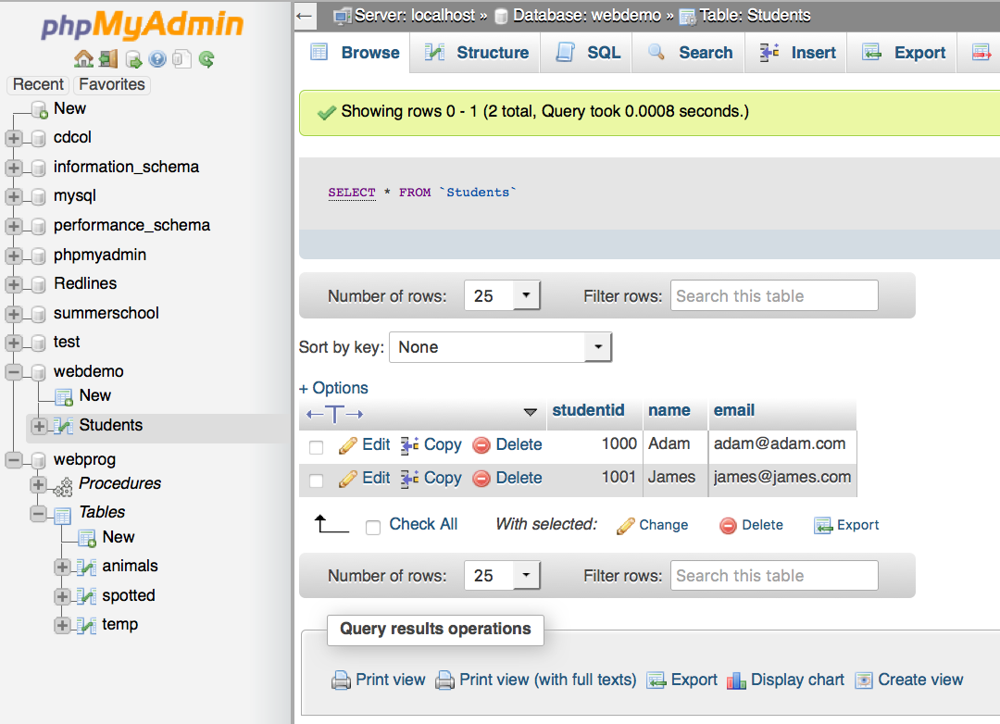 phpMyAdmin
Recent Favorites
New
cdcol
information_schema
mysql
performance_schema
phpmyadmin
Redlines
summerschool
test
webdemo
New
Students
webprog
Procedures
Tables
New
animals
spotted
temp
← Server: localhost » Database: webdemo » Table: Students
Browse Structure SQL Search Insert Export
Showing rows 0 - 1 (2 total, Query took 0.0008 seconds.)
SELECT * FROM `Students`
Number of rows: 25 Filter rows: Search this table
Sort by key: None
+ Options
←T→ studentid name email
Edit Copy Delete 1000 Adam adam@adam.com
Edit Copy Delete 1001 James james@james.com
Check All With selected: Change Delete Export
Number of rows: 25 Filter rows: Search this table
Query results operations
Print view Print view (with full texts) Export Display chart Create view